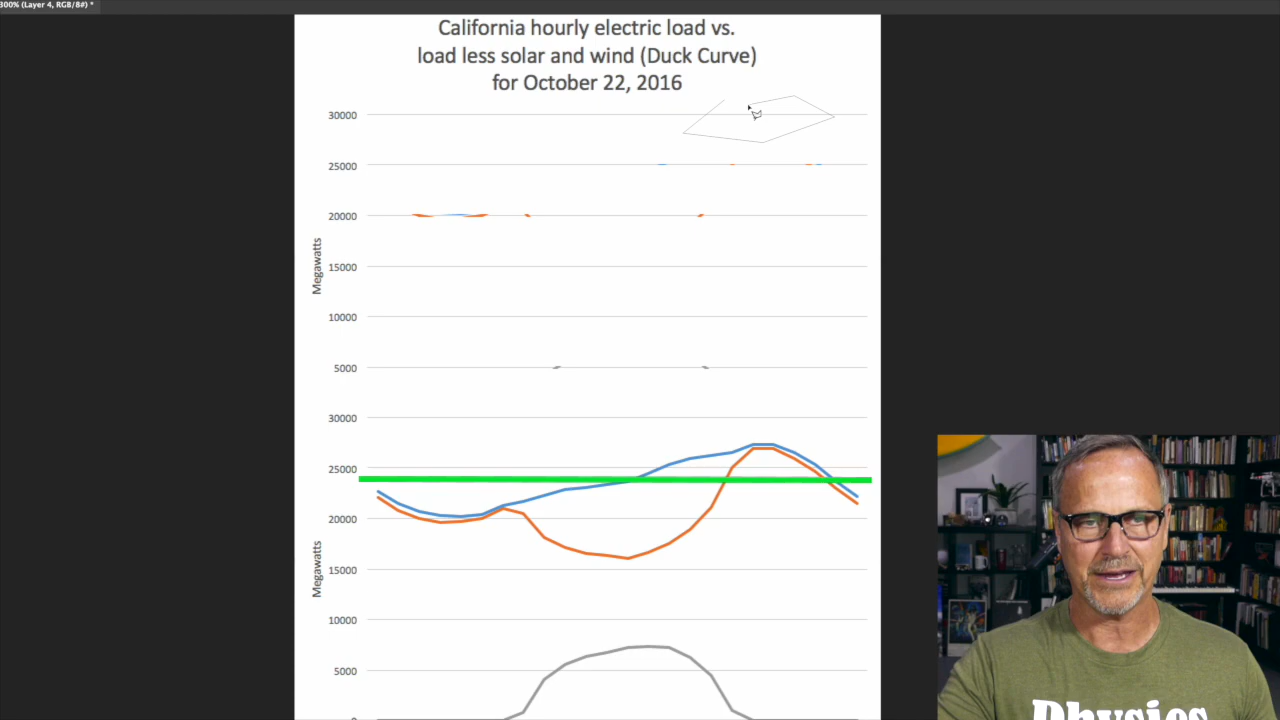 300% (Layer 4, RGB/8#) *
California hourly electric load vs.
load less solar and wind (Duck Curve)
for October 22, 2016
30000
25000
20000
15000
10000
5000
Megawatts
30000
25000
20000
15000
10000
5000
Megawatts
Physics